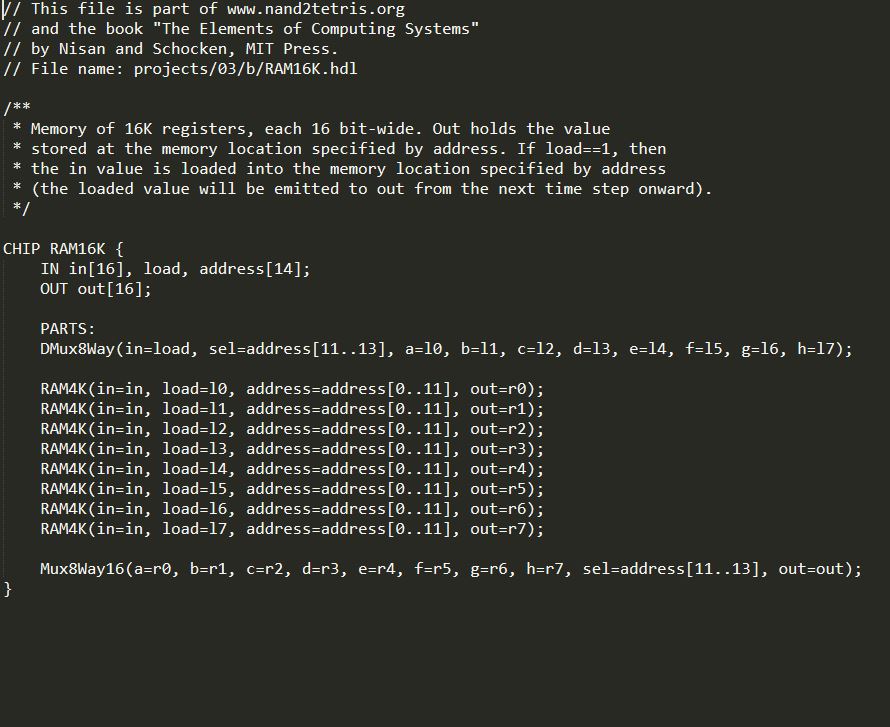 // This file is part of www.nand2tetris.org
// and the book "The Elements of Computing Systems"
// by Nisan and Schocken, MIT Press.
// File name: projects/03/b/RAM16K.hdl

/**
 * Memory of 16K registers, each 16 bit-wide. Out holds the value
 * stored at the memory location specified by address. If load==1, then
 * the in value is loaded into the memory location specified by address
 * (the loaded value will be emitted to out from the next time step onward).
 */

CHIP RAM16K {
    IN in[16], load, address[14];
    OUT out[16];

    PARTS:
    DMux8Way(in=load, sel=address[11..13], a=l0, b=l1, c=l2, d=l3, e=l4, f=l5, g=l6, h=l7);

    RAM4K(in=in, load=l0, address=address[0..11], out=r0);
    RAM4K(in=in, load=l1, address=address[0..11], out=r1);
    RAM4K(in=in, load=l2, address=address[0..11], out=r2);
    RAM4K(in=in, load=l3, address=address[0..11], out=r3);
    RAM4K(in=in, load=l4, address=address[0..11], out=r4);
    RAM4K(in=in, load=l5, address=address[0..11], out=r5);
    RAM4K(in=in, load=l6, address=address[0..11], out=r6);
    RAM4K(in=in, load=l7, address=address[0..11], out=r7);

    Mux8Way16(a=r0, b=r1, c=r2, d=r3, e=r4, f=r5, g=r6, h=r7, sel=address[11..13], out=out);
}